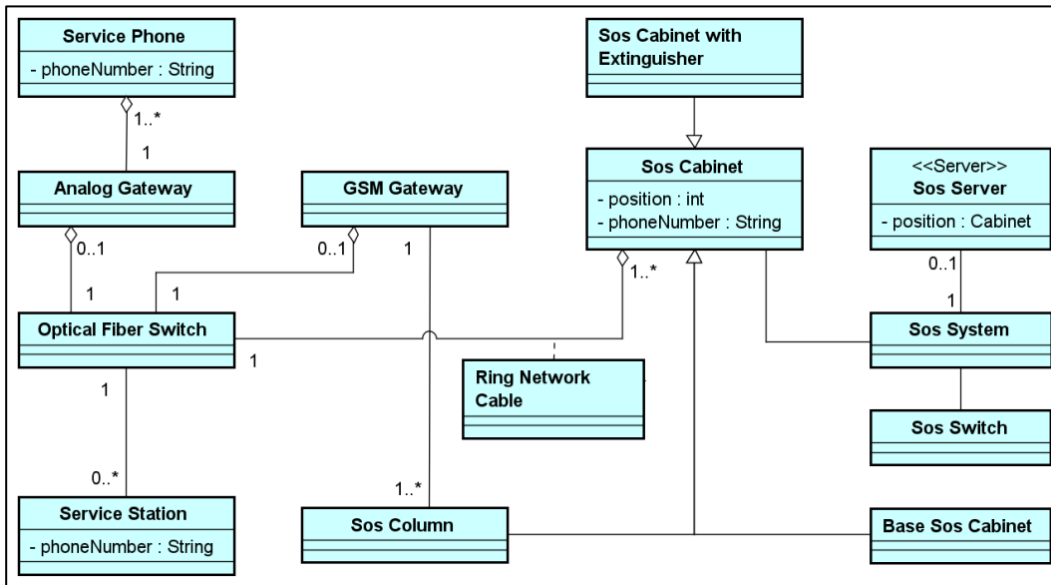 Service Phone
- phoneNumber : String
1..*
1
Analog Gateway
0..1
1
GSM Gateway
0..1
1
1
Sos Cabinet with
Extinguisher
Sos Cabinet
- position : int
- phoneNumber : String
1..*
<<Server>>
Sos Server
- position : Cabinet
0..1
1
Optical Fiber Switch
1
1
Ring Network
Cable
Sos System
Sos Switch
0..*
Service Station
- phoneNumber : String
1..*
Sos Column
Base Sos Cabinet